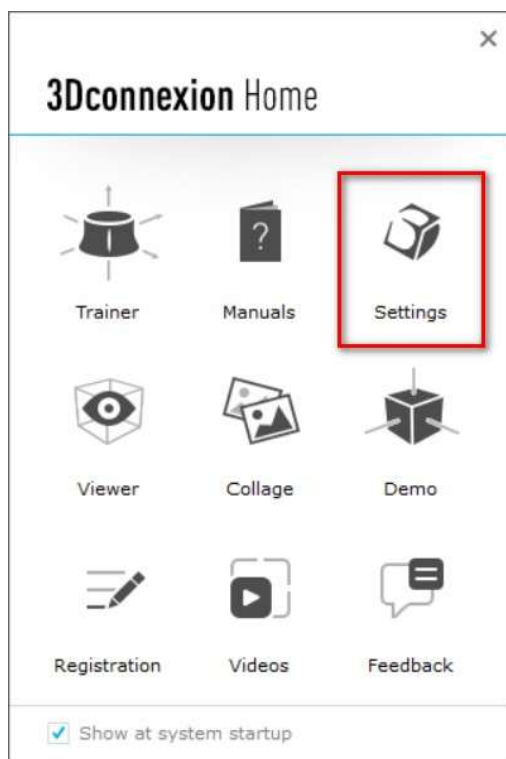 3Dconnexion Home
Trainer Manuals Settings
?
Viewer Collage Demo
Registration Videos Feedback
Show at system startup